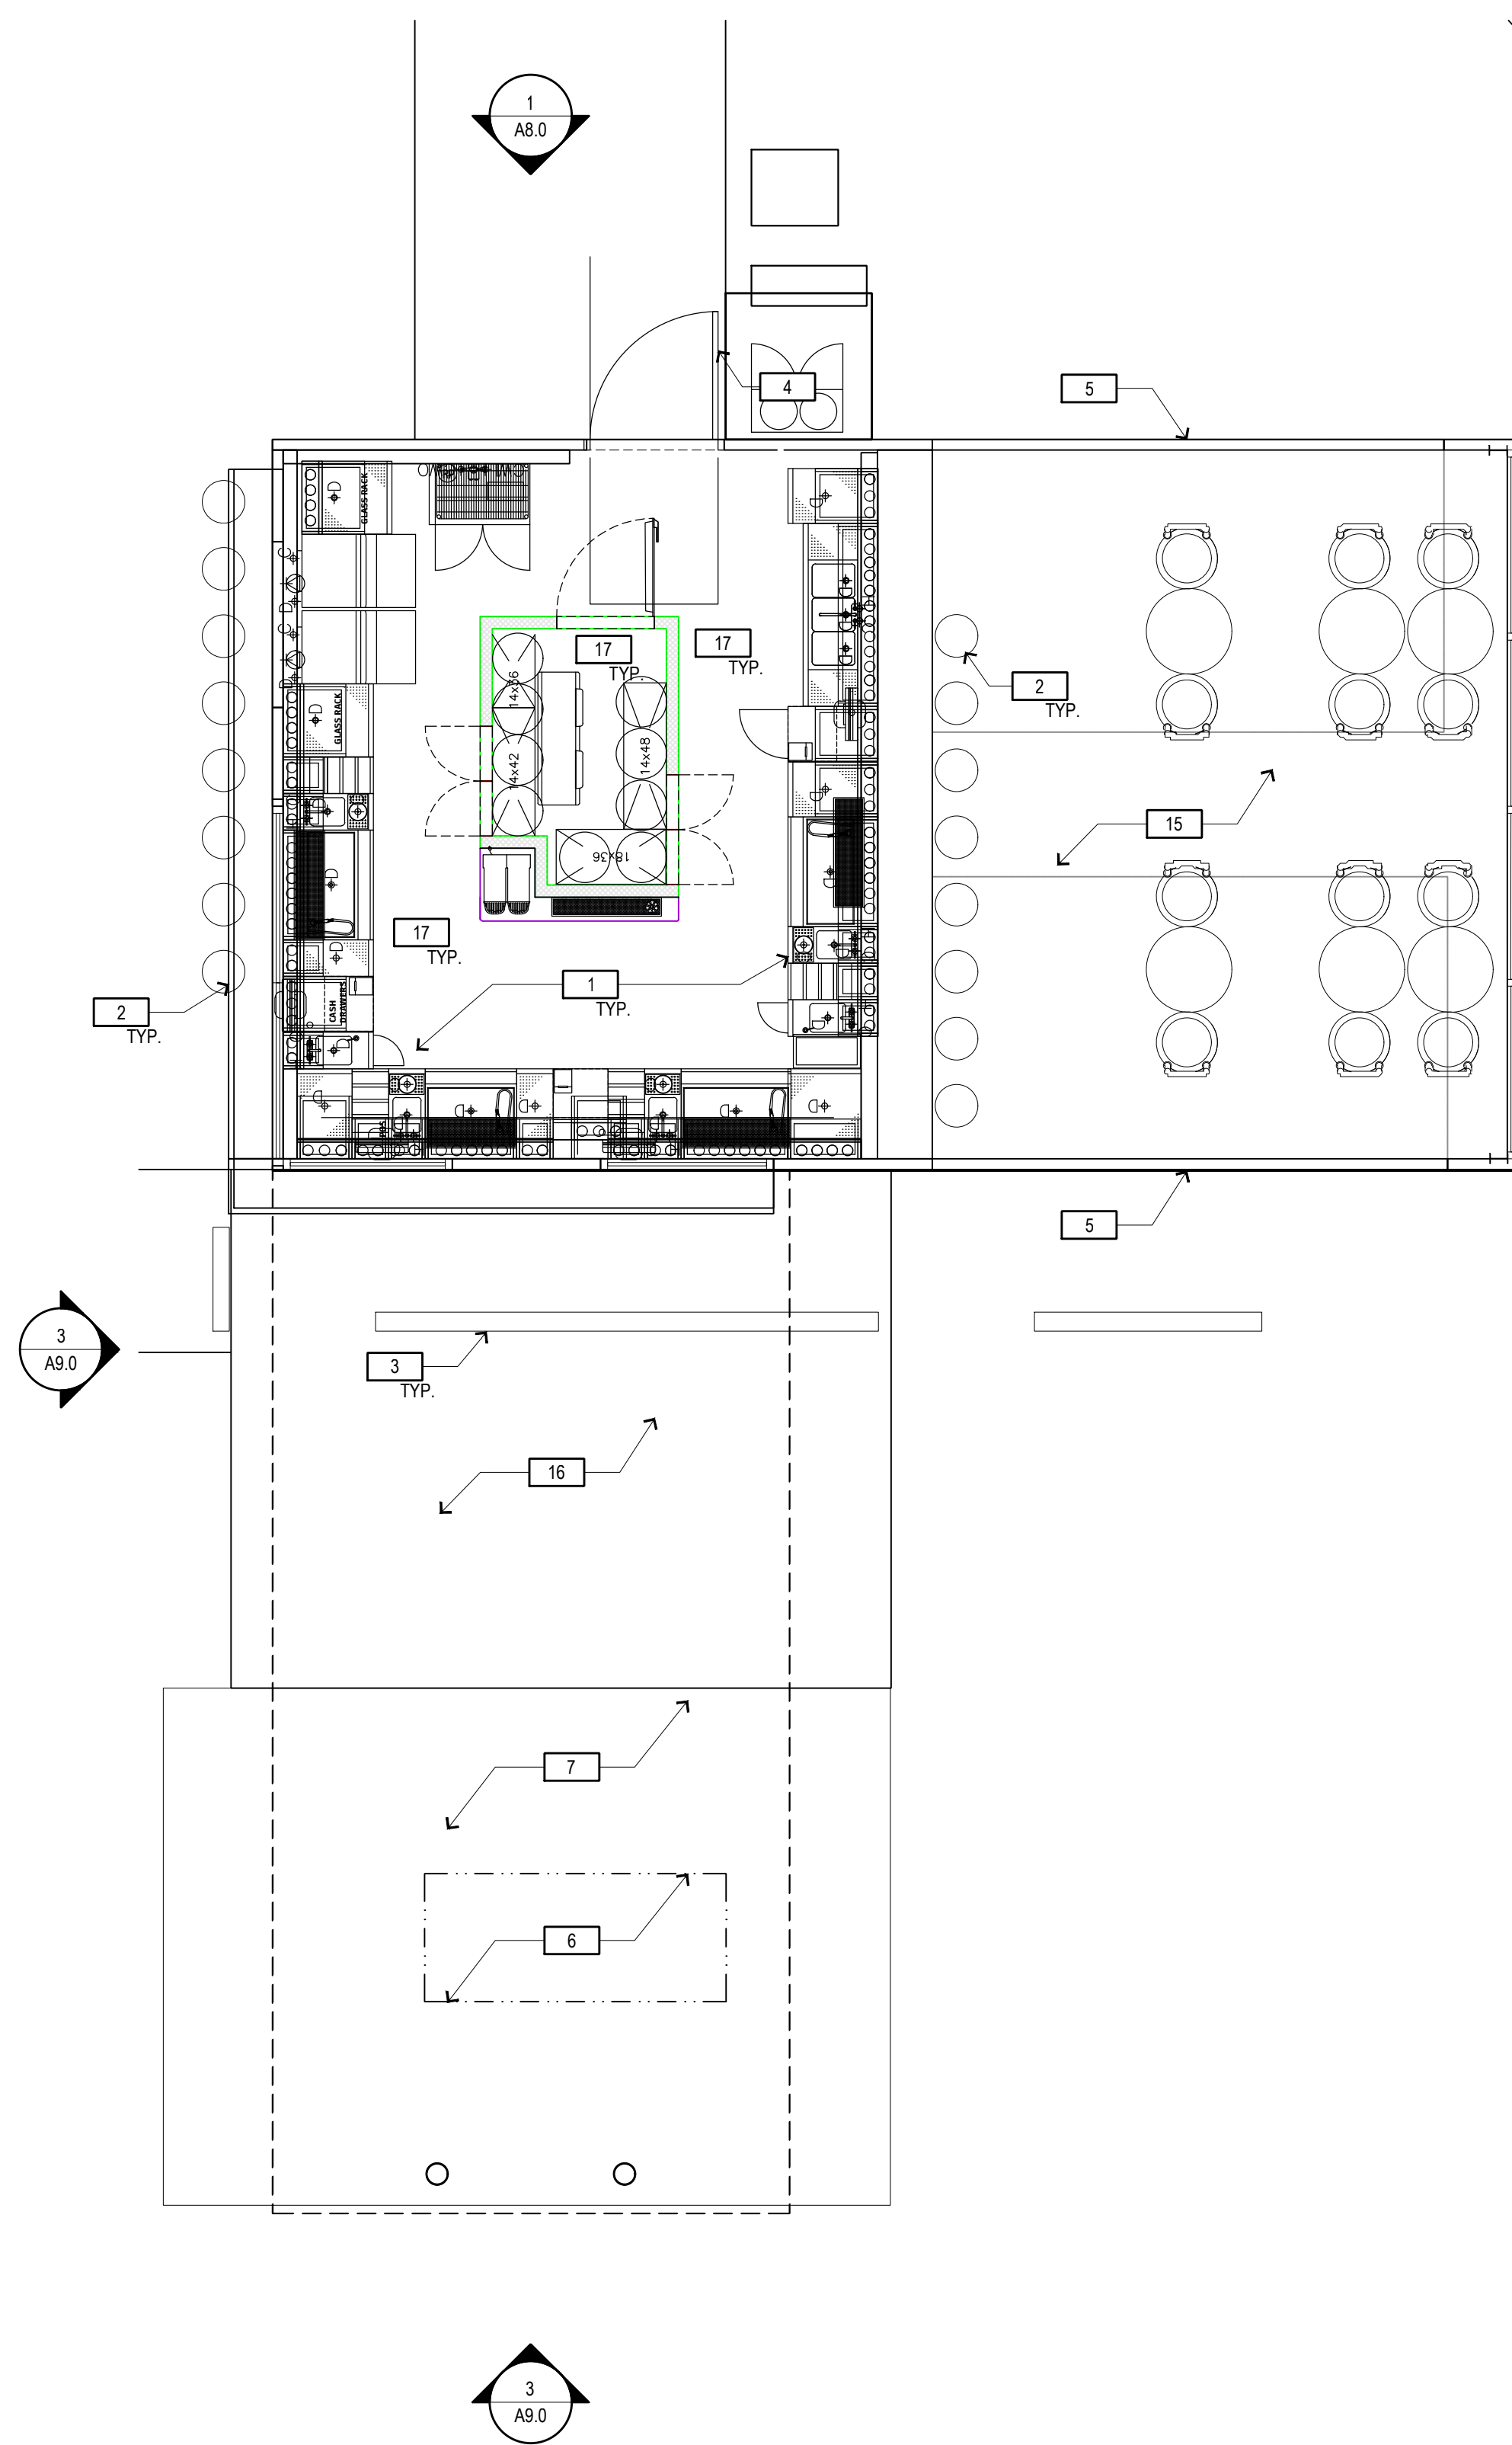 1
A8.0
4
5
GLASS RACK
17
TYP.
17
TYP.
14x36
2
TYP.
GLASS RACK
14x42
14x48
15
18x36
17
TYP.
1
TYP.
CASH
DRAWERS
2
TYP.
POS
5
3
A9.0
3
TYP.
16
7
6
3
A9.0